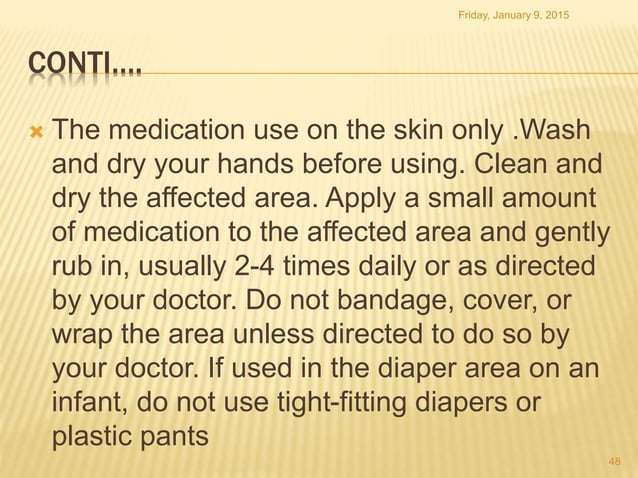 Friday, January 9, 2015
CONTI....
The medication use on the skin only .Wash
and dry your hands before using. Clean and
dry the affected area. Apply a small amount
of medication to the affected area and gently
rub in, usually 2-4 times daily or as directed
by your doctor. Do not bandage, cover, or
wrap the area unless directed to do so by
your doctor. If used in the diaper area on an
infant, do not use tight-fitting diapers or
plastic pants
48